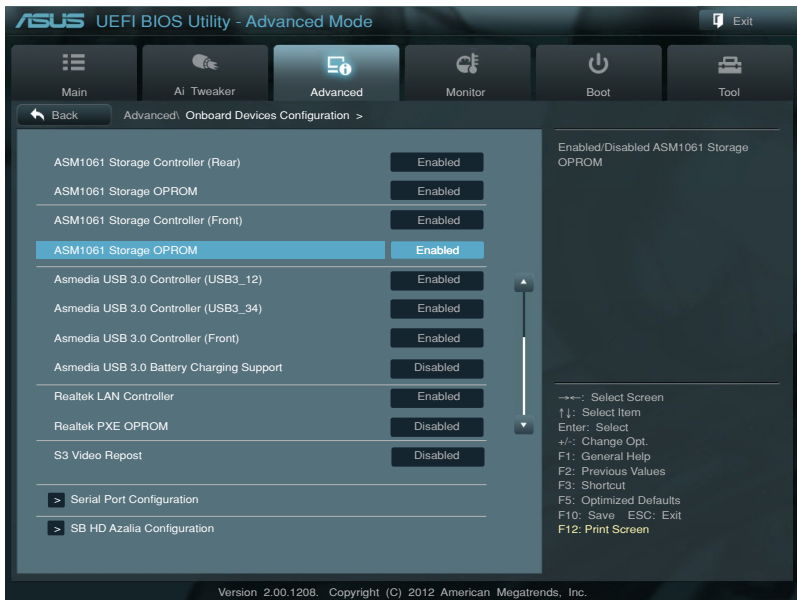 ASUS UEFI BIOS Utility - Advanced Mode
Exit
Main
Ai Tweaker
Advanced
Monitor
Boot
Tool
Back
Advanced\ Onboard Devices Configuration >
ASM1061 Storage Controller (Rear) Enabled
ASM1061 Storage OPROM Enabled
ASM1061 Storage Controller (Front) Enabled
ASM1061 Storage OPROM Enabled
Asmedia USB 3.0 Controller (USB3_12) Enabled
Asmedia USB 3.0 Controller (USB3_34) Enabled
Asmedia USB 3.0 Controller (Front) Enabled
Asmedia USB 3.0 Battery Charging Support Disabled
Realtek LAN Controller Enabled
Realtek PXE OPROM Disabled
S3 Video Repost Disabled
> Serial Port Configuration
> SB HD Azalia Configuration
Enabled/Disabled ASM1061 Storage
OPROM
→←: Select Screen
↑↓: Select Item
Enter: Select
+/-: Change Opt.
F1: General Help
F2: Previous Values
F3: Shortcut
F5: Optimized Defaults
F10: Save ESC: Exit
F12: Print Screen
Version 2.00.1208. Copyright (C) 2012 American Megatrends, Inc.